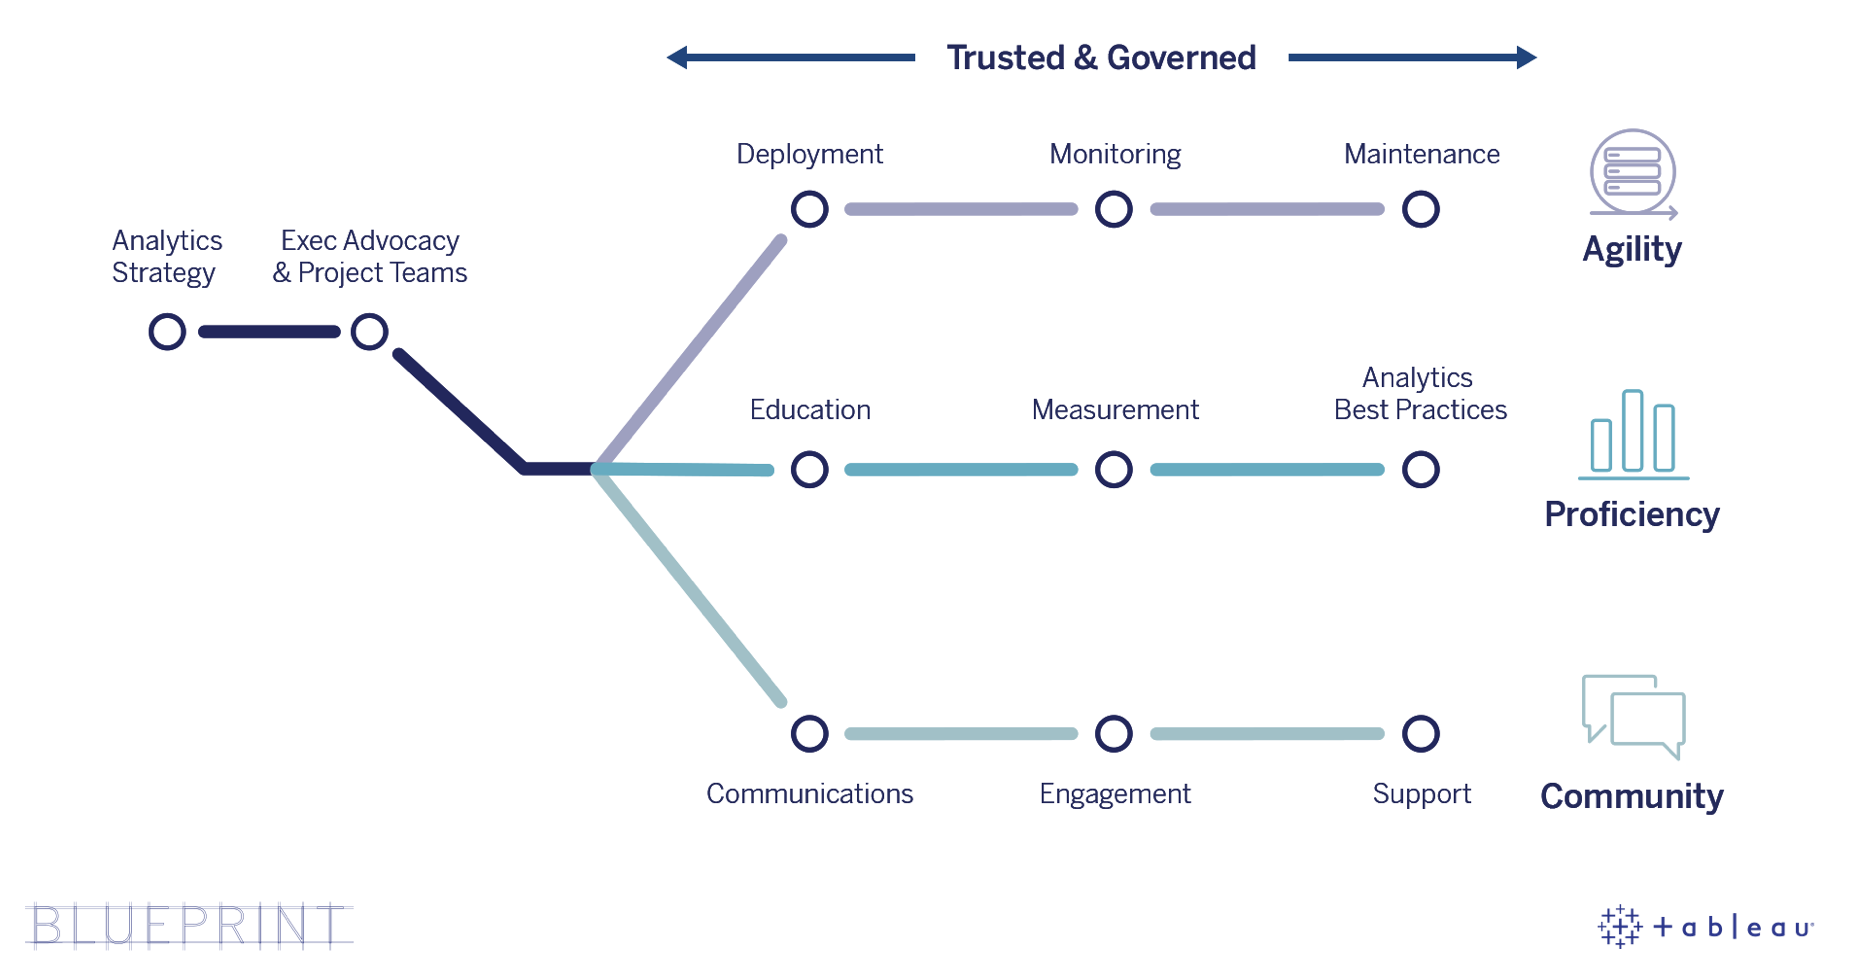 Trusted & Governed
Deployment
Monitoring
Maintenance
Agility
Analytics
Strategy
Exec Advocacy
& Project Teams
Education
Measurement
Analytics
Best Practices
Proficiency
Communications
Engagement
Support
Community
BLUEPRINT
tableau